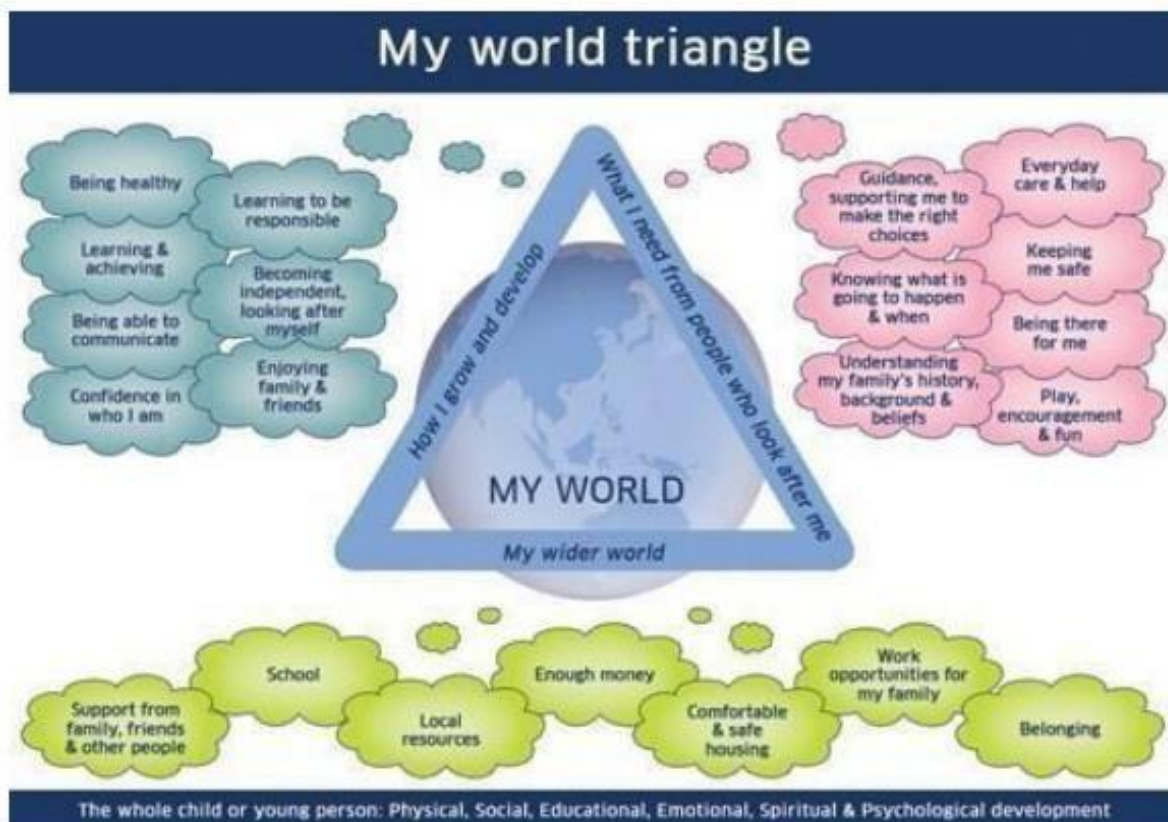 My world triangle
Being healthy
Learning to be
responsible
Learning &
achieving
Becoming
independent,
looking after
myself
Being able to
communicate
Enjoying
family &
friends
Confidence in
who I am
How I grow and develop
What I need from people who look after me
MY WORLD
My wider world
Guidance,
supporting me to
make the right
choices
Everyday
care & help
Keeping
me safe
Knowing what is
going to happen
& when
Being there
for me
Understanding
my family's history,
background &
beliefs
Play,
encouragement
& fun
Support from
family, friends
& other people
School
Local
resources
Enough money
Comfortable
& safe
housing
Work
opportunities for
my family
Belonging
The whole child or young person: Physical, Social, Educational, Emotional, Spiritual & Psychological development